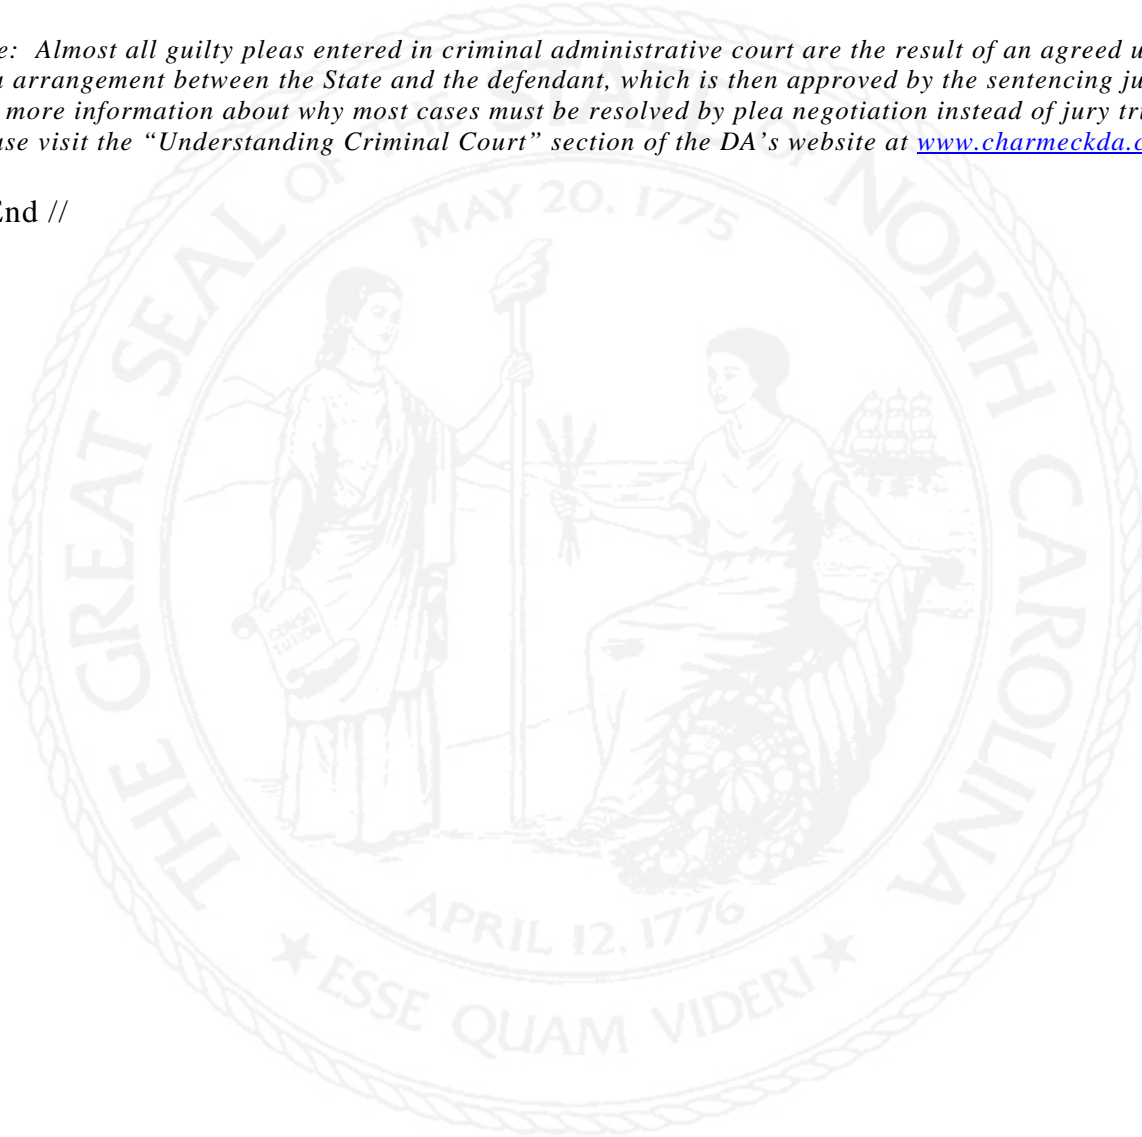 e: Almost all guilty pleas entered in criminal administrative court are the result of an agreed u
a arrangement between the State and the defendant, which is then approved by the sentencing ju
more information about why most cases must be resolved by plea negotiation instead of jury tri
ase visit the “Understanding Criminal Court” section of the DA’s website at www.charmeckda.c
End //
THE GREAT SEAL OF THE STATE OF NORTH CAROLINA
MAY 20, 1775
CONSTI
TUTION
APRIL 12, 1776
★ ESSE QUAM VIDERI ★